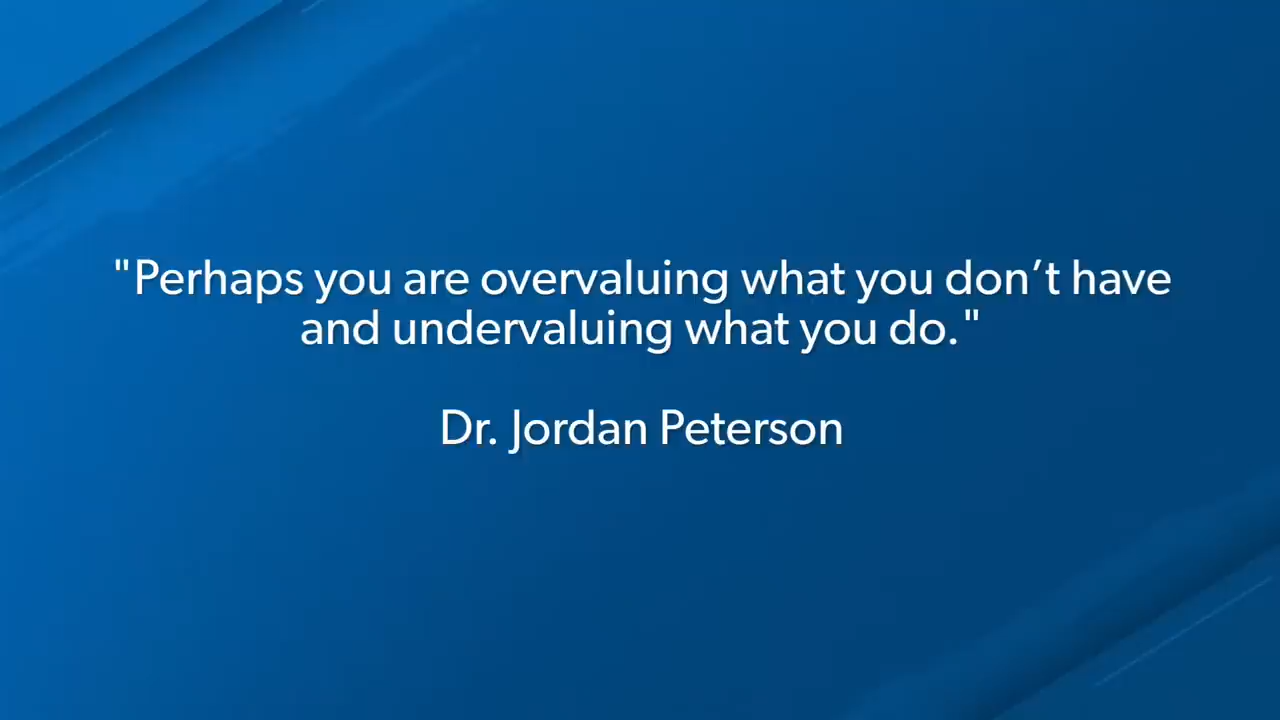 "Perhaps you are overvaluing what you don’t have
and undervaluing what you do."
Dr. Jordan Peterson